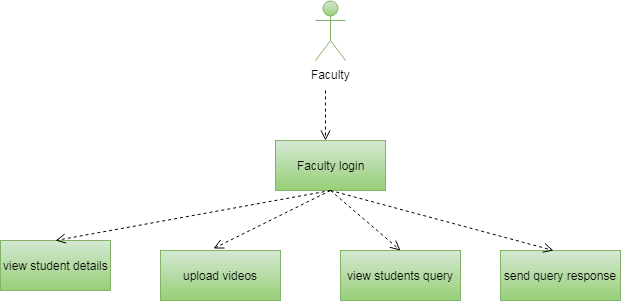 Faculty
Faculty login
view student details
upload videos
view students query
send query response